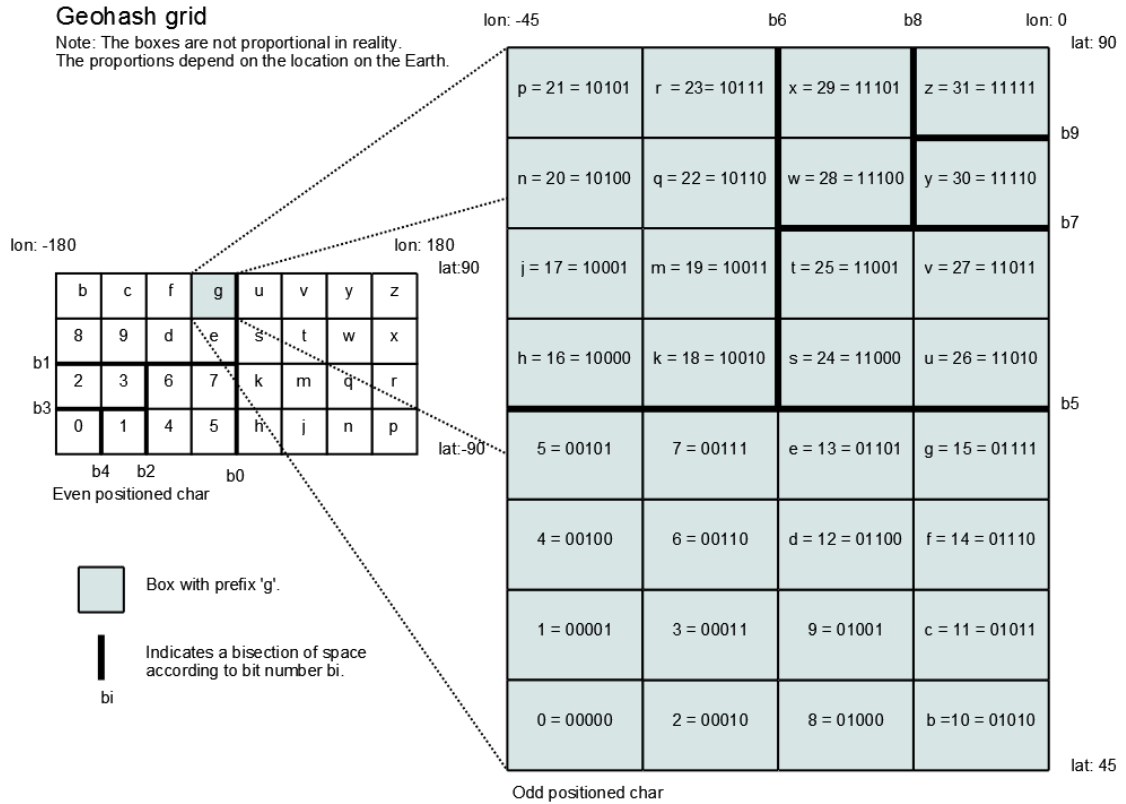 Geohash grid
Note: The boxes are not proportional in reality.
The proportions depend on the location on the Earth.
lon: -180
lon: 180
lat:90
b c f g u v y z
8 9 d e s t w x
b1
2 3 6 7 k m q r
b3
0 1 4 5 h j n p
lat:-90
b4 b2 b0
Even positioned char
Box with prefix 'g'.
Indicates a bisection of space
according to bit number bi.
bi
lon: -45 b6 b8 lon: 0
lat: 90
p = 21 = 10101 r = 23= 10111 x = 29 = 11101 z = 31 = 11111
b9
n = 20 = 10100 q = 22 = 10110 w = 28 = 11100 y = 30 = 11110
b7
j = 17 = 10001 m = 19 = 10011 t = 25 = 11001 v = 27 = 11011
h = 16 = 10000 k = 18 = 10010 s = 24 = 11000 u = 26 = 11010
b5
5 = 00101 7 = 00111 e = 13 = 01101 g = 15 = 01111
4 = 00100 6 = 00110 d = 12 = 01100 f = 14 = 01110
1 = 00001 3 = 00011 9 = 01001 c = 11 = 01011
0 = 00000 2 = 00010 8 = 01000 b =10 = 01010
lat: 45
Odd positioned char